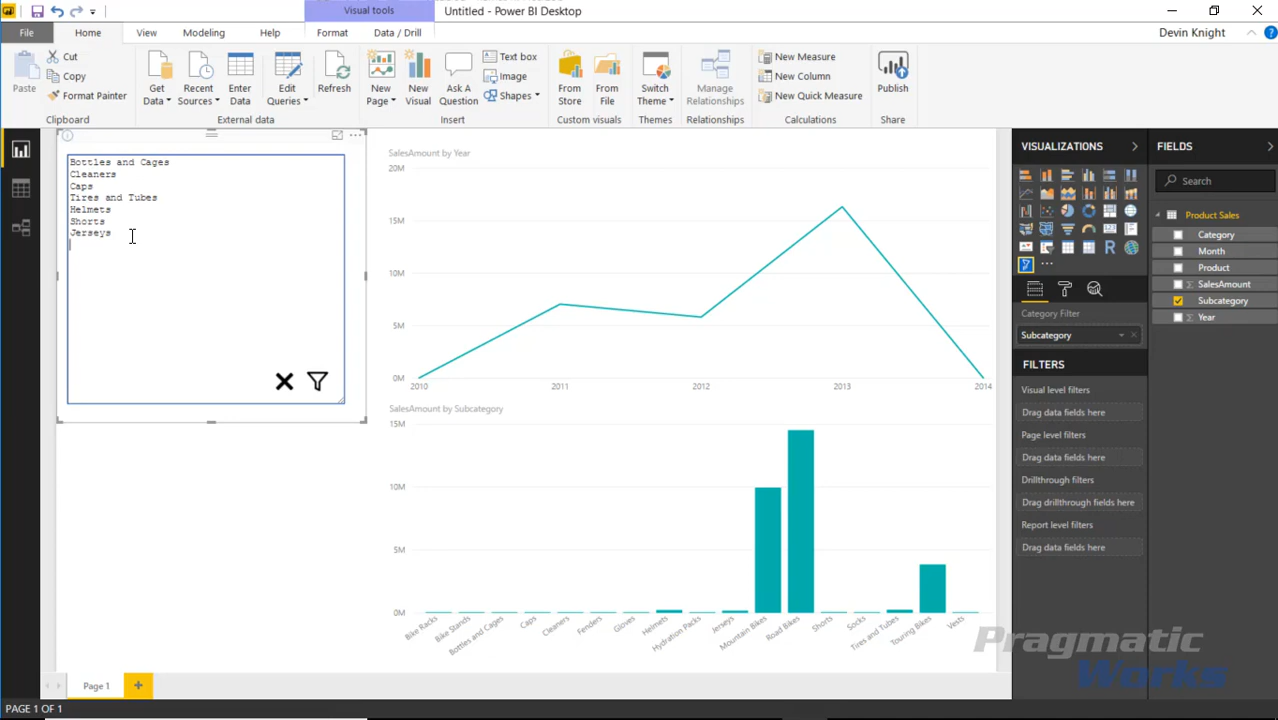 Visual tools
Untitled - Power BI Desktop
File
Home
View
Modeling
Help
Format
Data / Drill
Devin Knight
?
Paste
Cut
Copy
Format Painter
Clipboard
Get
Data
Recent
Sources
Enter
Data
Edit
Queries
Refresh
External data
New
Page
New
Visual
Ask A
Question
Text box
Image
Shapes
Insert
From
Store
From
File
Custom visuals
Switch
Theme
Themes
Manage
Relationships
Relationships
New Measure
New Column
New Quick Measure
Calculations
Publish
Share
Bottles and Cages
Cleaners
Caps
Tires and Tubes
Helmets
Shorts
Jerseys
SalesAmount by Year
20M
15M
10M
5M
0M
2010
2011
2012
2013
2014
SalesAmount by Subcategory
15M
10M
5M
0M
Bike Racks
Bike Stands
Bottles and Cages
Caps
Cleaners
Fenders
Gloves
Helmets
Hydration Packs
Jerseys
Mountain Bikes
Road Bikes
Shorts
Socks
Tires and Tubes
Touring Bikes
Vests
VISUALIZATIONS
R
Category Filter
Subcategory
FILTERS
Visual level filters
Drag data fields here
Page level filters
Drag data fields here
Drillthrough filters
Drag drillthrough fields here
Report level filters
Drag data fields here
FIELDS
Search
Product Sales
Category
Month
Product
Σ SalesAmount
Subcategory
Σ Year
Pragmatic
Works
Page 1
PAGE 1 OF 1